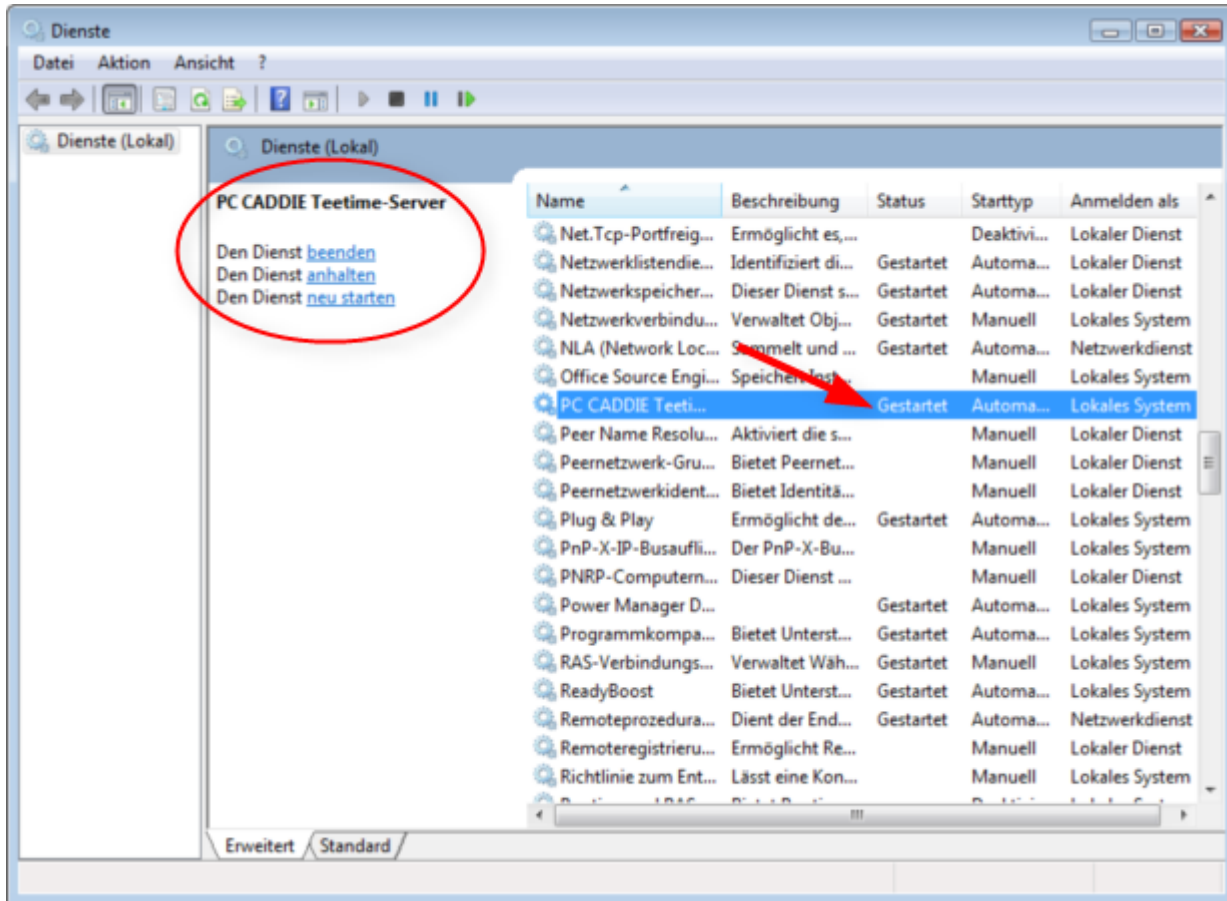 Dienste
Datei Aktion Ansicht ?
Dienste (Lokal)
Dienste (Lokal)
PC CADDIE Teetime-Server
Den Dienst beenden
Den Dienst anhalten
Den Dienst neu starten
Name Beschreibung Status Starttyp Anmelden als
Net.Tcp-Portfreig... Ermöglicht es,... Deaktivi... Lokaler Dienst
Netzwerklistendie... Identifiziert di... Gestartet Automa... Lokaler Dienst
Netzwerkspeicher... Dieser Dienst s... Gestartet Automa... Lokaler Dienst
Netzwerkverbindu... Verwaltet Obj... Gestartet Manuell Lokales System
NLA (Network Loc... Sammelt und ... Gestartet Automa... Netzwerkdienst
Office Source Engi... Speichert Inst... Manuell Lokales System
PC CADDIE Teeti... Gestartet Automa... Lokales System
Peer Name Resolu... Aktiviert die s... Manuell Lokaler Dienst
Peernetzwerk-Gru... Bietet Peernet... Manuell Lokaler Dienst
Peernetzwerkident... Bietet Identitä... Manuell Lokaler Dienst
Plug & Play Ermöglicht de... Gestartet Automa... Lokales System
PnP-X-IP-Busaufli... Der PnP-X-Bu... Manuell Lokales System
PNRP-Computern... Dieser Dienst ... Manuell Lokaler Dienst
Power Manager D... Gestartet Automa... Lokales System
Programmkompa... Bietet Unterst... Gestartet Automa... Lokales System
RAS-Verbindungs... Verwaltet Wäh... Gestartet Manuell Lokales System
ReadyBoost Bietet Unterst... Gestartet Automa... Lokales System
Remoteprozedura... Dient der End... Gestartet Automa... Netzwerkdienst
Remoteregistrieru... Ermöglicht Re... Manuell Lokaler Dienst
Richtlinie zum Ent... Lässt eine Kon... Manuell Lokales System
Erweitert Standard